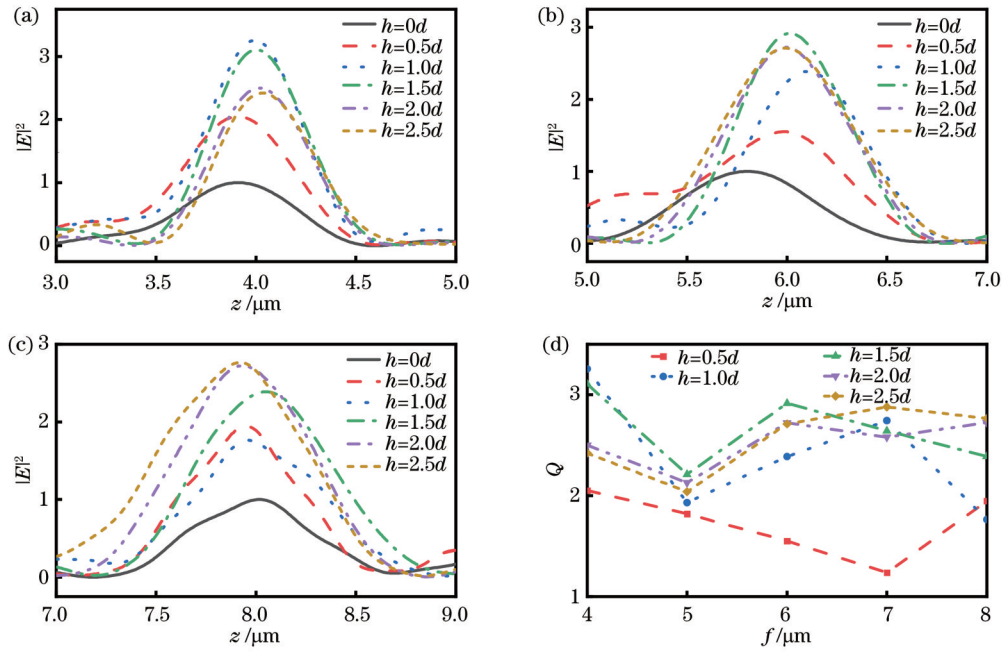 (a)
h=0d
h=0.5d
h=1.0d
h=1.5d
h=2.0d
h=2.5d
3
2
1
0
|E|²
3.0 3.5 4.0 4.5 5.0
z /μm
(b)
h=0d
h=0.5d
h=1.0d
h=1.5d
h=2.0d
h=2.5d
3
2
1
0
|E|²
5.0 5.5 6.0 6.5 7.0
z /μm
(c)
h=0d
h=0.5d
h=1.0d
h=1.5d
h=2.0d
h=2.5d
3
2
1
0
|E|²
7.0 7.5 8.0 8.5 9.0
z /μm
(d)
h=0.5d
h=1.0d
h=1.5d
h=2.0d
h=2.5d
3
2
1
Q
4 5 6 7 8
f /μm